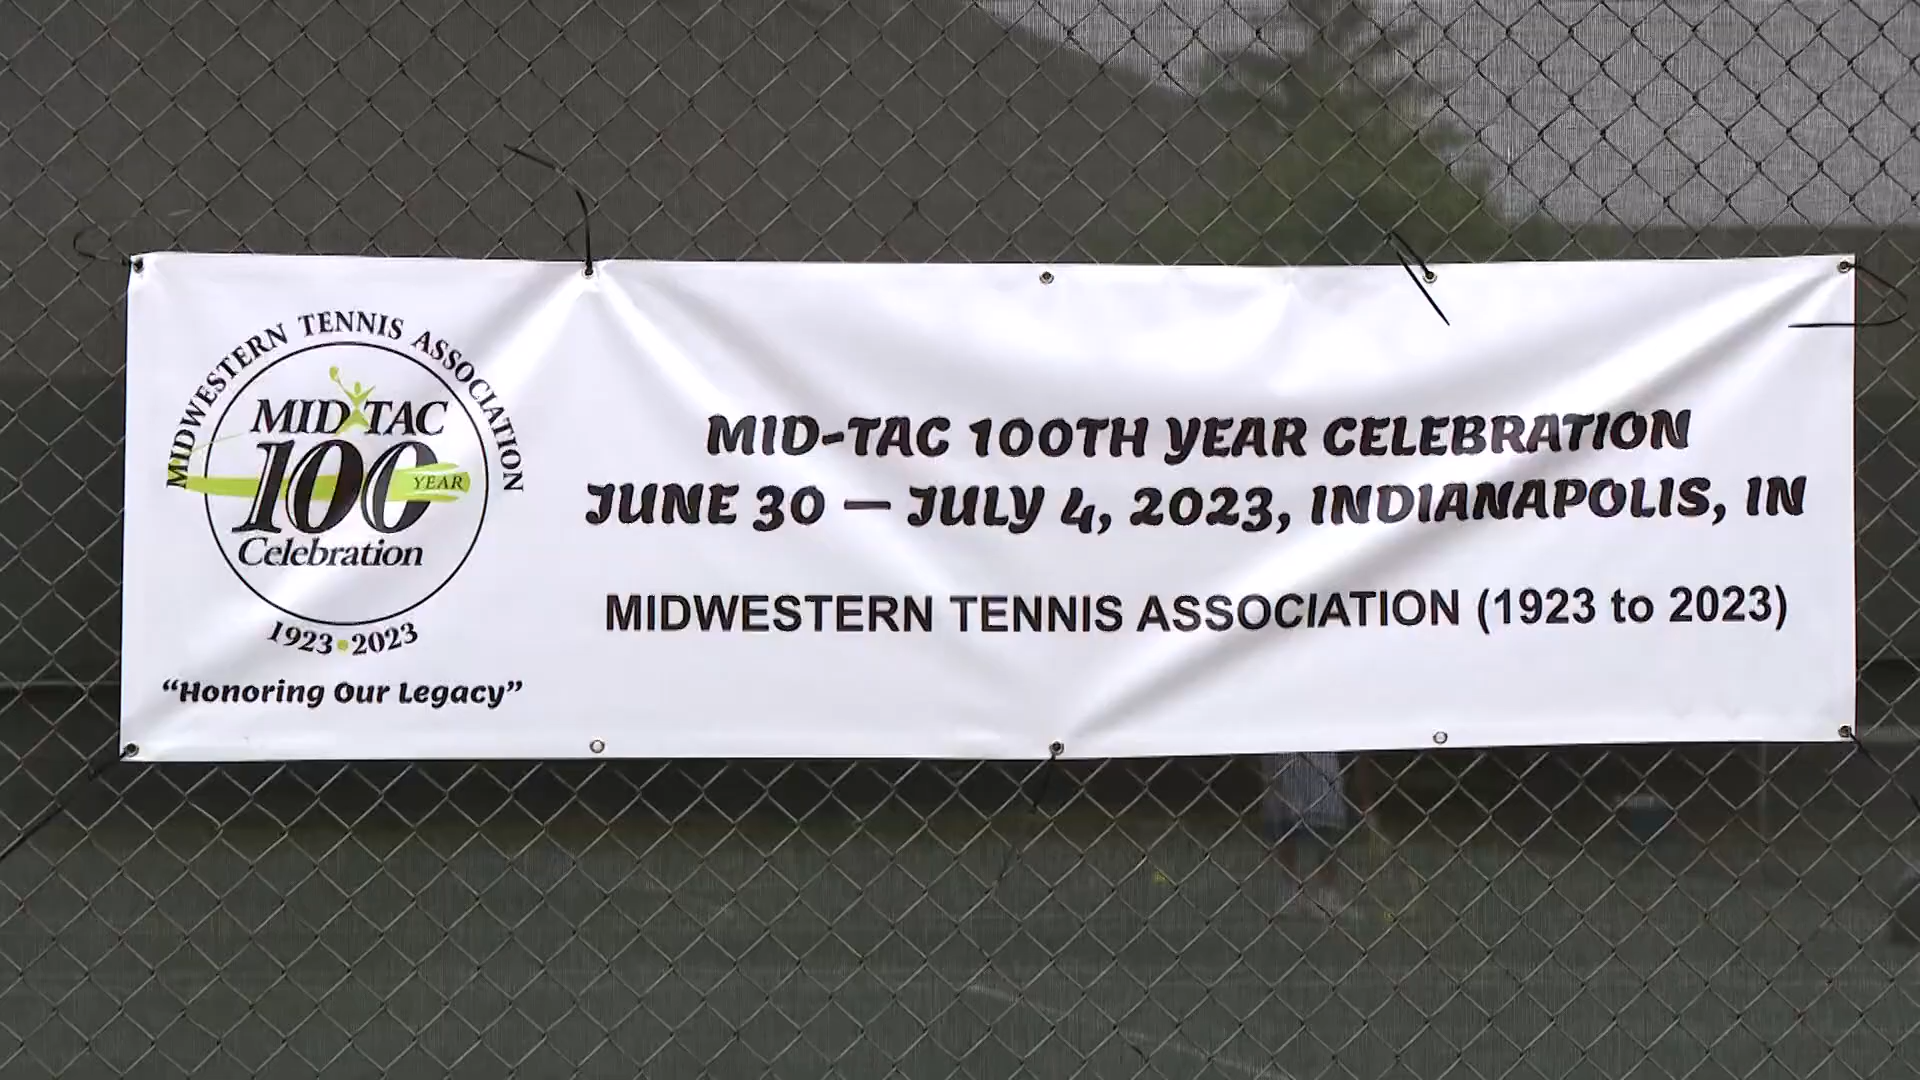 MIDWESTERN TENNIS ASSOCIATION
MID TAC
100
YEAR
Celebration
1923 • 2023
“Honoring Our Legacy”
MID-TAC 100TH YEAR CELEBRATION
JUNE 30 — JULY 4, 2023, INDIANAPOLIS, IN
MIDWESTERN TENNIS ASSOCIATION (1923 to 2023)